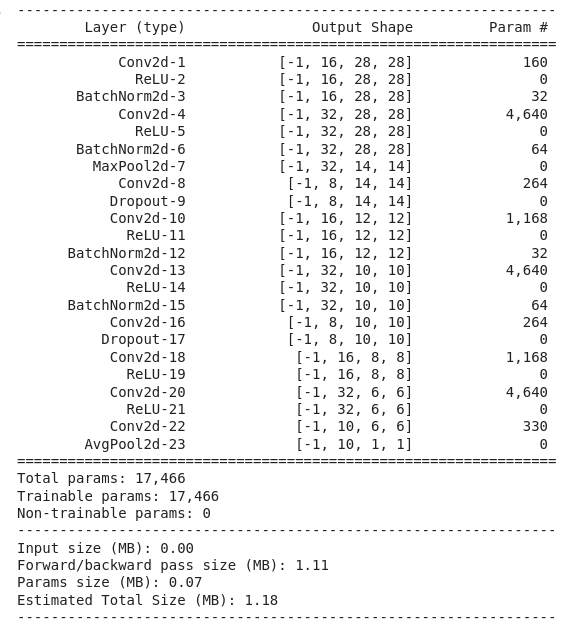 ----------------------------------------------------------------
        Layer (type)               Output Shape         Param #
================================================================
            Conv2d-1           [-1, 16, 28, 28]             160
              ReLU-2           [-1, 16, 28, 28]               0
       BatchNorm2d-3           [-1, 16, 28, 28]              32
            Conv2d-4           [-1, 32, 28, 28]           4,640
              ReLU-5           [-1, 32, 28, 28]               0
       BatchNorm2d-6           [-1, 32, 28, 28]              64
         MaxPool2d-7           [-1, 32, 14, 14]               0
            Conv2d-8            [-1, 8, 14, 14]             264
           Dropout-9            [-1, 8, 14, 14]               0
           Conv2d-10           [-1, 16, 12, 12]           1,168
             ReLU-11           [-1, 16, 12, 12]               0
      BatchNorm2d-12           [-1, 16, 12, 12]              32
           Conv2d-13           [-1, 32, 10, 10]           4,640
             ReLU-14           [-1, 32, 10, 10]               0
      BatchNorm2d-15           [-1, 32, 10, 10]              64
           Conv2d-16            [-1, 8, 10, 10]             264
          Dropout-17            [-1, 8, 10, 10]               0
           Conv2d-18             [-1, 16, 8, 8]           1,168
             ReLU-19             [-1, 16, 8, 8]               0
           Conv2d-20             [-1, 32, 6, 6]           4,640
             ReLU-21             [-1, 32, 6, 6]               0
           Conv2d-22             [-1, 10, 6, 6]             330
        AvgPool2d-23             [-1, 10, 1, 1]               0
================================================================
Total params: 17,466
Trainable params: 17,466
Non-trainable params: 0
----------------------------------------------------------------
Input size (MB): 0.00
Forward/backward pass size (MB): 1.11
Params size (MB): 0.07
Estimated Total Size (MB): 1.18
----------------------------------------------------------------